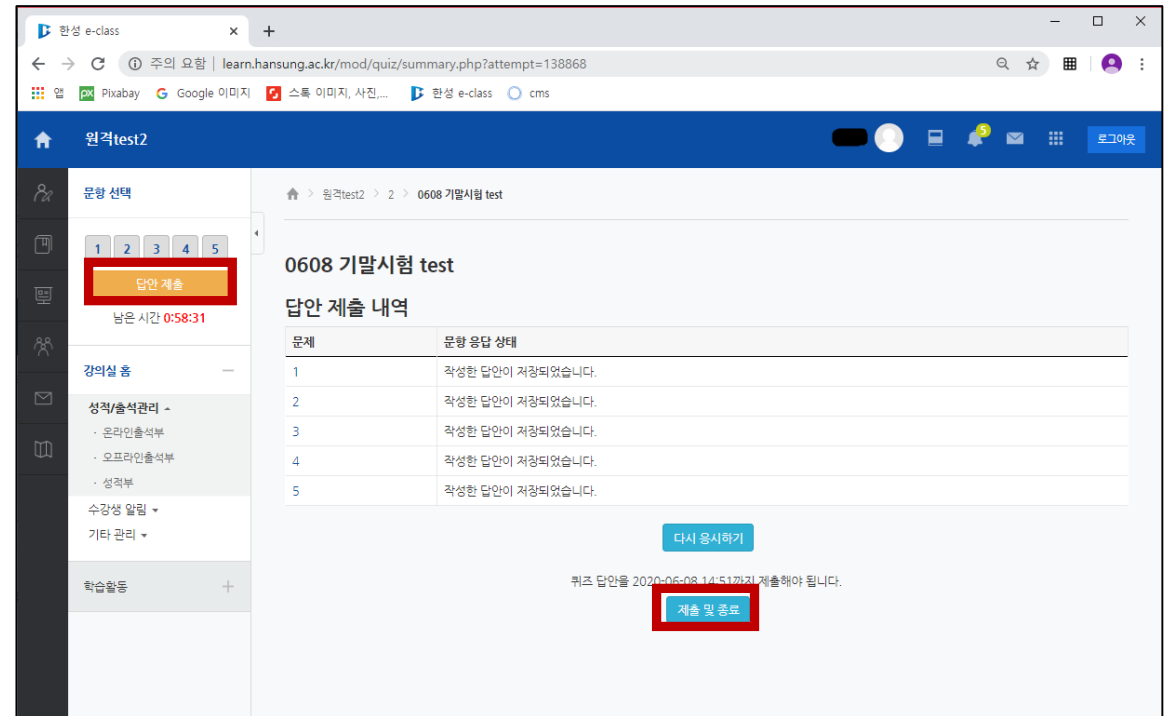 한성 e-class
주의 요함 | learn.hansung.ac.kr/mod/quiz/summary.php?attempt=138868
앱 px Pixabay G Google 이미지 스톡 이미지, 사진,... 한성 e-class cms
원격test2 5 로그아웃
문항 선택
1 2 3 4 5
답안 제출
남은 시간 0:58:31
강의실 홈
성적/출석관리
· 온라인출석부
· 오프라인출석부
· 성적부
수강생 알림
기타 관리
학습활동
원격test2 > 2 > 0608 기말시험 test
0608 기말시험 test
답안 제출 내역
문제 문항 응답 상태
1 작성한 답안이 저장되었습니다.
2 작성한 답안이 저장되었습니다.
3 작성한 답안이 저장되었습니다.
4 작성한 답안이 저장되었습니다.
5 작성한 답안이 저장되었습니다.
다시 응시하기
퀴즈 답안을 2020-06-08 14:51까지 제출해야 됩니다.
제출 및 종료